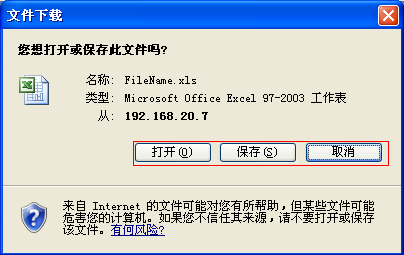 文件下载
您想打开或保存此文件吗?
名称: FileName.xls
类型: Microsoft Office Excel 97-2003 工作表
从: 192.168.20.7
打开(O) 保存(S) 取消
来自 Internet 的文件可能对您有所帮助,但某些文件可能
危害您的计算机。如果您不信任其来源,请不要打开或保存
该文件。有何风险?